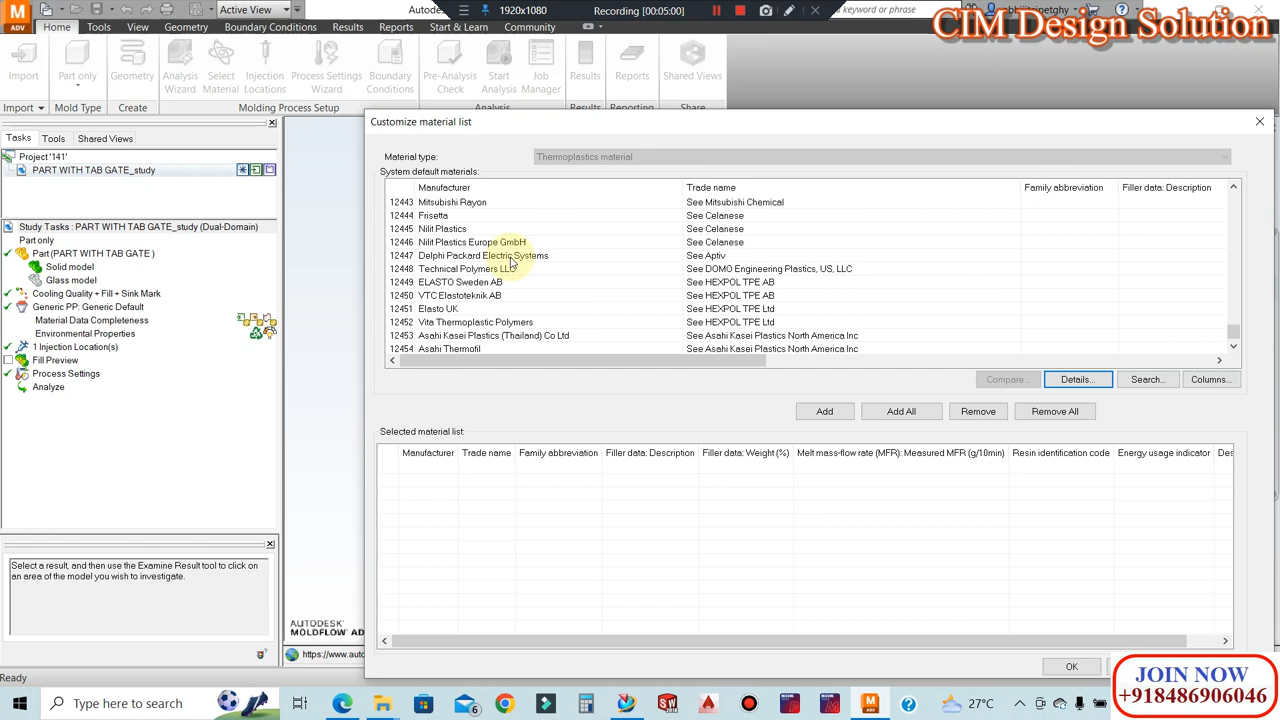 Active View
1920x1080
Recording [00:05:00]
keyword or phrase
CIM Design Solution
Home Tools View Geometry Boundary Conditions Results Reports Start & Learn Community
Import
Part only
Geometry
Analysis Wizard
Select Material
Injection Locations
Process Settings Wizard
Boundary Conditions
Pre-Analysis Check
Start Analysis
Job Manager
Results
Reports
Shared Views
Import Mold Type Create Molding Process Setup Analysis Results Reporting Share
Tasks Tools Shared Views
Project '141'
PART WITH TAB GATE_study
Study Tasks : PART WITH TAB GATE_study (Dual-Domain)
Part only
Part (PART WITH TAB GATE )
Solid model
Glass model
Cooling Quality + Fill + Sink Mark
Generic PP: Generic Default
Material Data Completeness
Environmental Properties
1 Injection Location(s)
Fill Preview
Process Settings
Analyze
Select a result, and then use the Examine Result tool to click on
an area of the model you wish to investigate.
Customize material list
Material type:
Thermoplastics material
System default materials:
Manufacturer Trade name Family abbreviation Filler data: Description
12443 Mitsubishi Rayon See Mitsubishi Chemical
12444 Frisetta See Celanese
12445 Nilit Plastics See Celanese
12446 Nilit Plastics Europe GmbH See Celanese
12447 Delphi Packard Electric Systems See Aptiv
12448 Technical Polymers LLC See DOMO Engineering Plastics, US, LLC
12449 ELASTO Sweden AB See HEXPOL TPE AB
12450 VTC Elastoteknik AB See HEXPOL TPE AB
12451 Elasto UK See HEXPOL TPE Ltd
12452 Vita Thermoplastic Polymers See HEXPOL TPE Ltd
12453 Asahi Kasei Plastics (Thailand) Co Ltd See Asahi Kasei Plastics North America Inc
12454 Asahi Thermofil See Asahi Kasei Plastics North America Inc
Compare... Details... Search... Columns...
Add Add All Remove Remove All
Selected material list:
Manufacturer Trade name Family abbreviation Filler data: Description Filler data: Weight (%) Melt mass-flow rate (MFR): Measured MFR (g/10min) Resin identification code Energy usage indicator Des
AUTODESK
MOLDFLOW AD
https://www.auto
OK
Ready
JOIN NOW
+918486906046
Type here to search
6
27°C